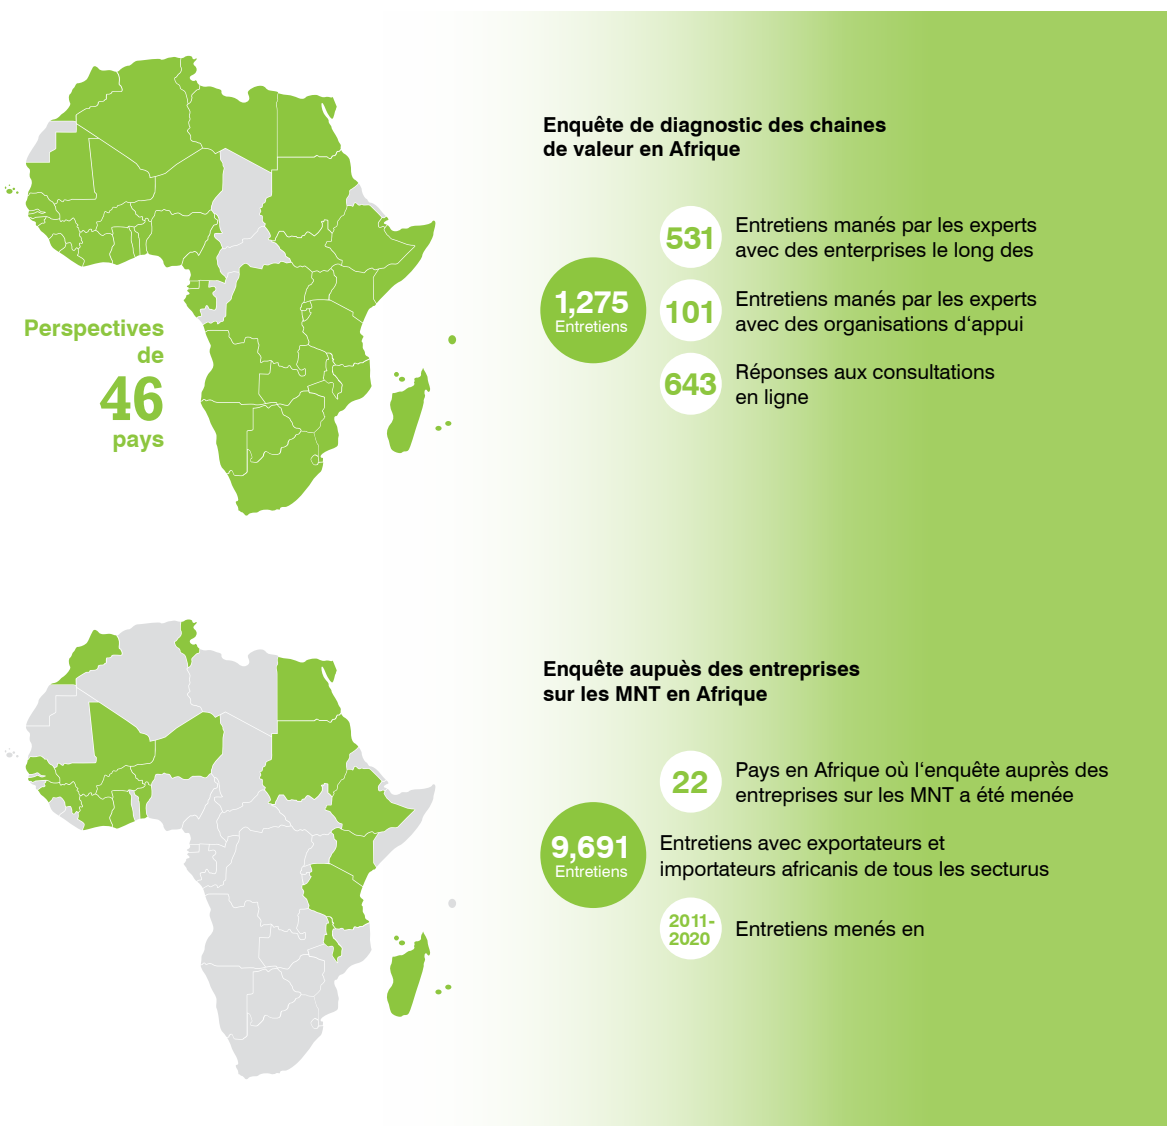 Enquête de diagnostic des chaines
de valeur en Afrique
531
Entretiens manés par les experts
avec des enterprises le long des
1,275
Entretiens
101
Entretiens manés par les experts
avec des organisations d‘appui
643
Réponses aux consultations
en ligne
Perspectives
de
46
pays
Enquête aupuès des entreprises
sur les MNT en Afrique
22
Pays en Afrique où l‘enquête auprès des
entreprises sur les MNT a été menée
9,691
Entretiens
Entretiens avec exportateurs et
importateurs africanis de tous les secturus
2011-
2020
Entretiens menés en